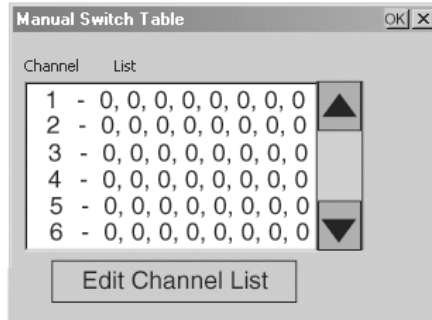 Manual Switch Table OK X
Channel List
1 - 0, 0, 0, 0, 0, 0, 0, 0
2 - 0, 0, 0, 0, 0, 0, 0, 0
3 - 0, 0, 0, 0, 0, 0, 0, 0
4 - 0, 0, 0, 0, 0, 0, 0, 0
5 - 0, 0, 0, 0, 0, 0, 0, 0
6 - 0, 0, 0, 0, 0, 0, 0, 0
Edit Channel List